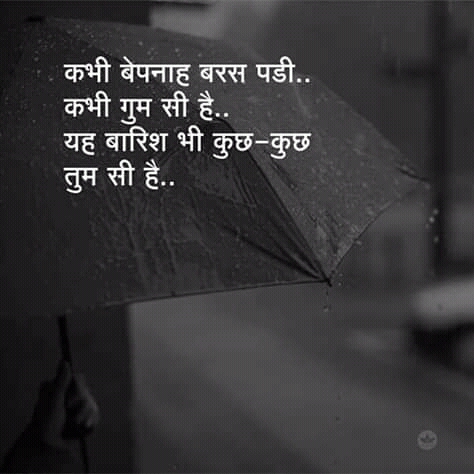 कभी बेपनाह बरस पडी..
कभी गुम सी है..
यह बारिश भी कुछ-कुछ
तुम सी है..